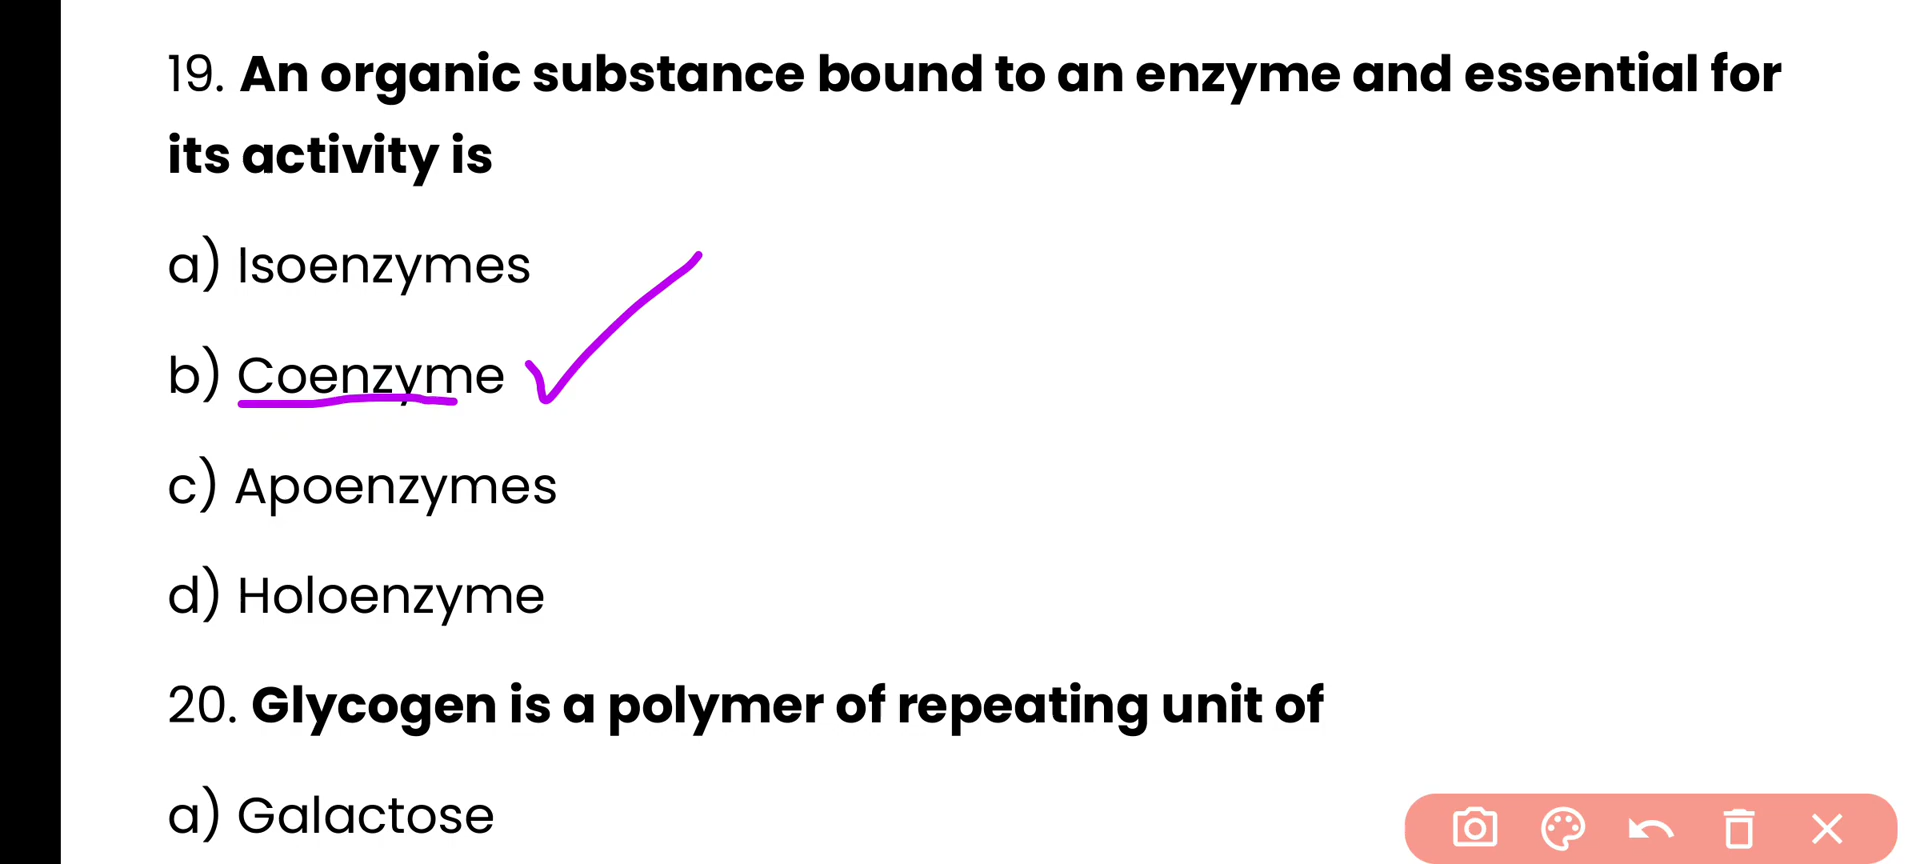 19. An organic substance bound to an enzyme and essential for
its activity is
a) Isoenzymes
b) Coenzyme
c) Apoenzymes
d) Holoenzyme
20. Glycogen is a polymer of repeating unit of
a) Galactose